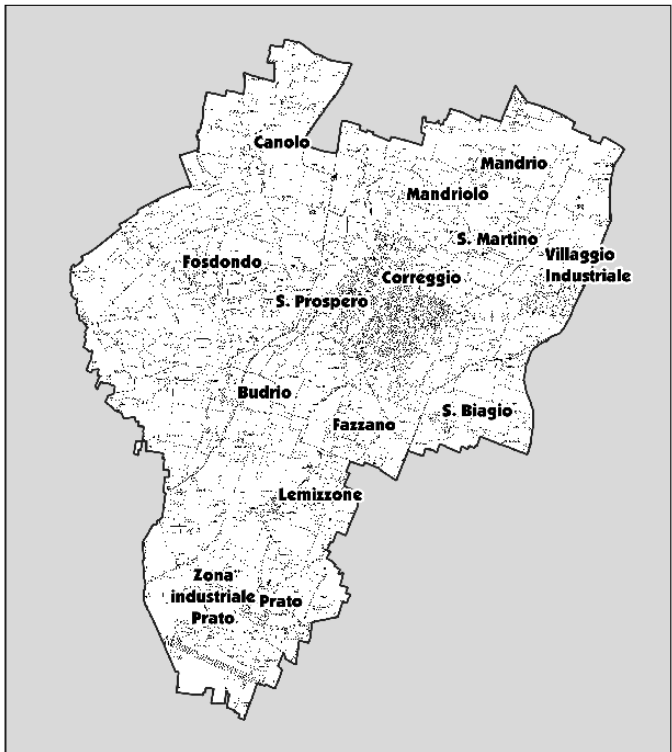 Canolo
Mandrio
Mandriolo
S. Martino
Villaggio
Industriale
Fosdondo
Correggio
S. Prospero
Budrio
S. Biagio
Fazzano
Lemizzone
Zona
industriale
Prato
Prato